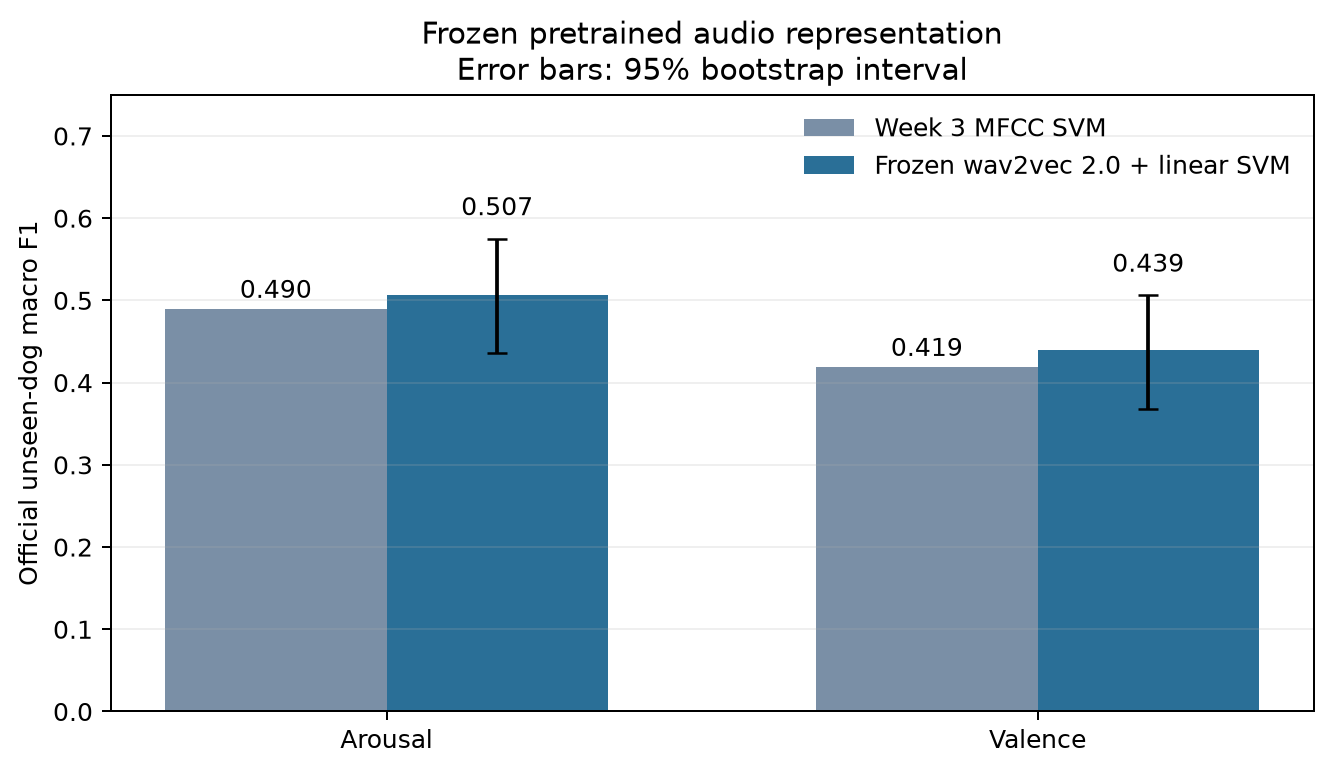 Frozen pretrained audio representation
Error bars: 95% bootstrap interval
Official unseen-dog macro F1
0.7
0.6
0.5
0.4
0.3
0.2
0.1
0.0
Week 3 MFCC SVM
Frozen wav2vec 2.0 + linear SVM
0.490
0.507
0.419
0.439
Arousal
Valence